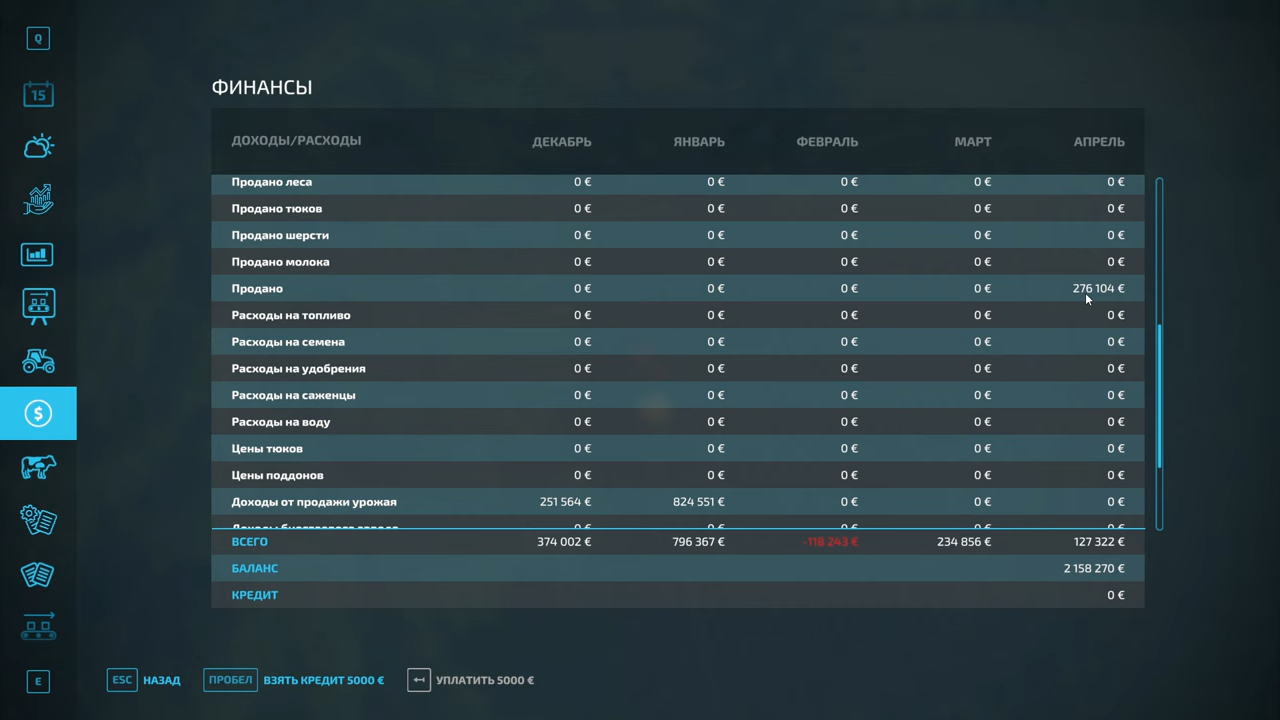 Q
15
ФИНАНСЫ
ДОХОДЫ/РАСХОДЫ ДЕКАБРЬ ЯНВАРЬ ФЕВРАЛЬ МАРТ АПРЕЛЬ
Продано леса 0 € 0 € 0 € 0 € 0 €
Продано тюков 0 € 0 € 0 € 0 € 0 €
Продано шерсти 0 € 0 € 0 € 0 € 0 €
Продано молока 0 € 0 € 0 € 0 € 0 €
Продано 0 € 0 € 0 € 0 € 276 104 €
Расходы на топливо 0 € 0 € 0 € 0 € 0 €
Расходы на семена 0 € 0 € 0 € 0 € 0 €
Расходы на удобрения 0 € 0 € 0 € 0 € 0 €
Расходы на саженцы 0 € 0 € 0 € 0 € 0 €
Расходы на воду 0 € 0 € 0 € 0 € 0 €
Цены тюков 0 € 0 € 0 € 0 € 0 €
Цены поддонов 0 € 0 € 0 € 0 € 0 €
Доходы от продажи урожая 251 564 € 824 551 € 0 € 0 € 0 €
0 € 0 € 0 € 0 € 0 €
ВСЕГО 374 002 € 796 367 € -118 243 € 234 856 € 127 322 €
БАЛАНС 2 158 270 €
КРЕДИТ 0 €
E
ESC НАЗАД ПРОБЕЛ ВЗЯТЬ КРЕДИТ 5000 € УПЛАТИТЬ 5000 €